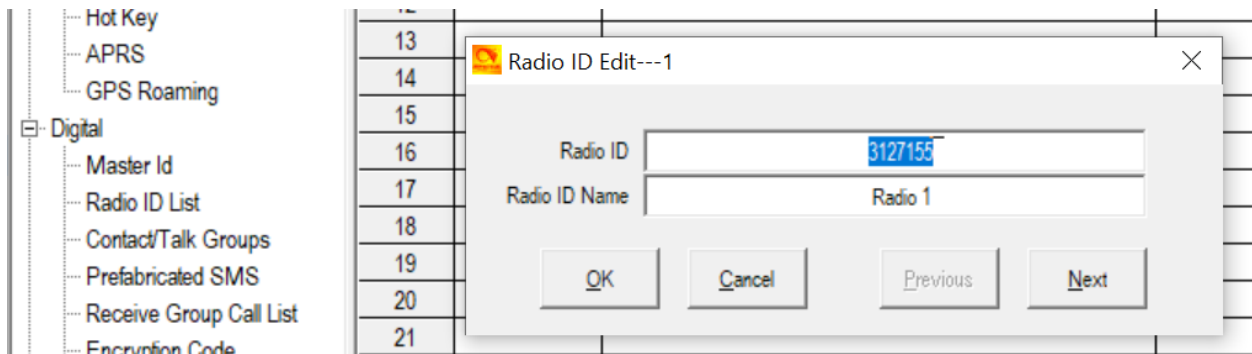 Hot Key
APRS
GPS Roaming
Digital
Master Id
Radio ID List
Contact/Talk Groups
Prefabricated SMS
Receive Group Call List
Encryption Code
12
13
14
15
16
17
18
19
20
21
Radio ID Edit---1
Radio ID 3127155
Radio ID Name Radio 1
OK Cancel Previous Next